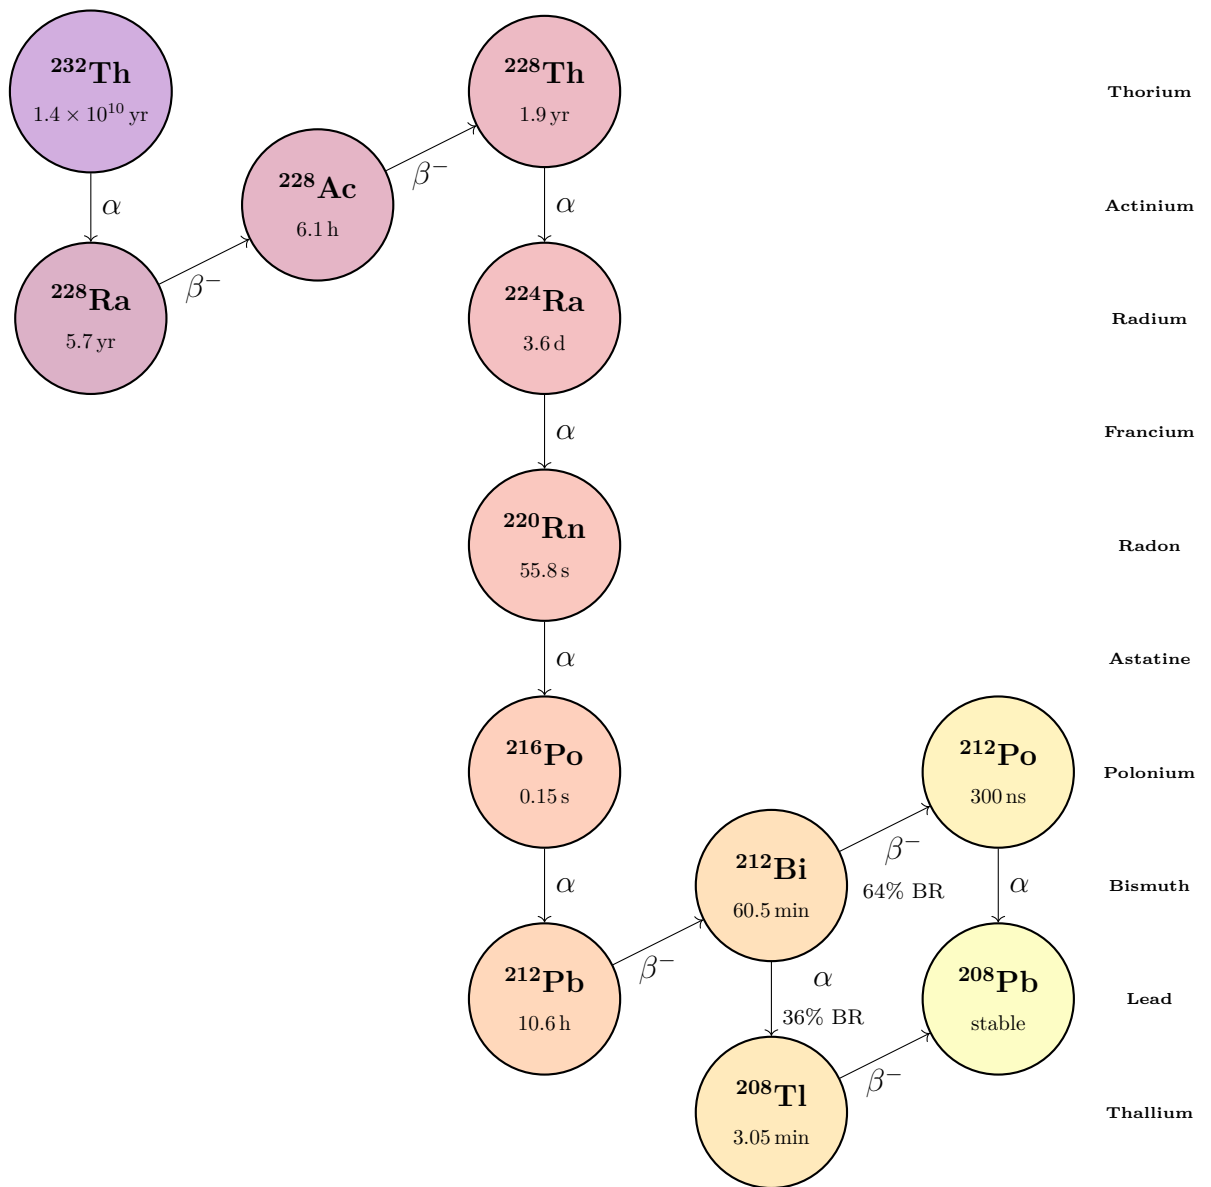 ²³²Th
1.4 × 10¹⁰ yr
²²⁸Th
1.9 yr
Thorium
α
β⁻
²²⁸Ac
6.1 h
α
Actinium
²²⁸Ra
5.7 yr
β⁻
²²⁴Ra
3.6 d
Radium
α
Francium
²²⁰Rn
55.8 s
Radon
α
Astatine
²¹⁶Po
0.15 s
²¹²Po
300 ns
Polonium
α
²¹²Bi
60.5 min
β⁻
64% BR
α
Bismuth
²¹²Pb
10.6 h
β⁻
α
36% BR
²⁰⁸Pb
stable
Lead
²⁰⁸Tl
3.05 min
β⁻
Thallium